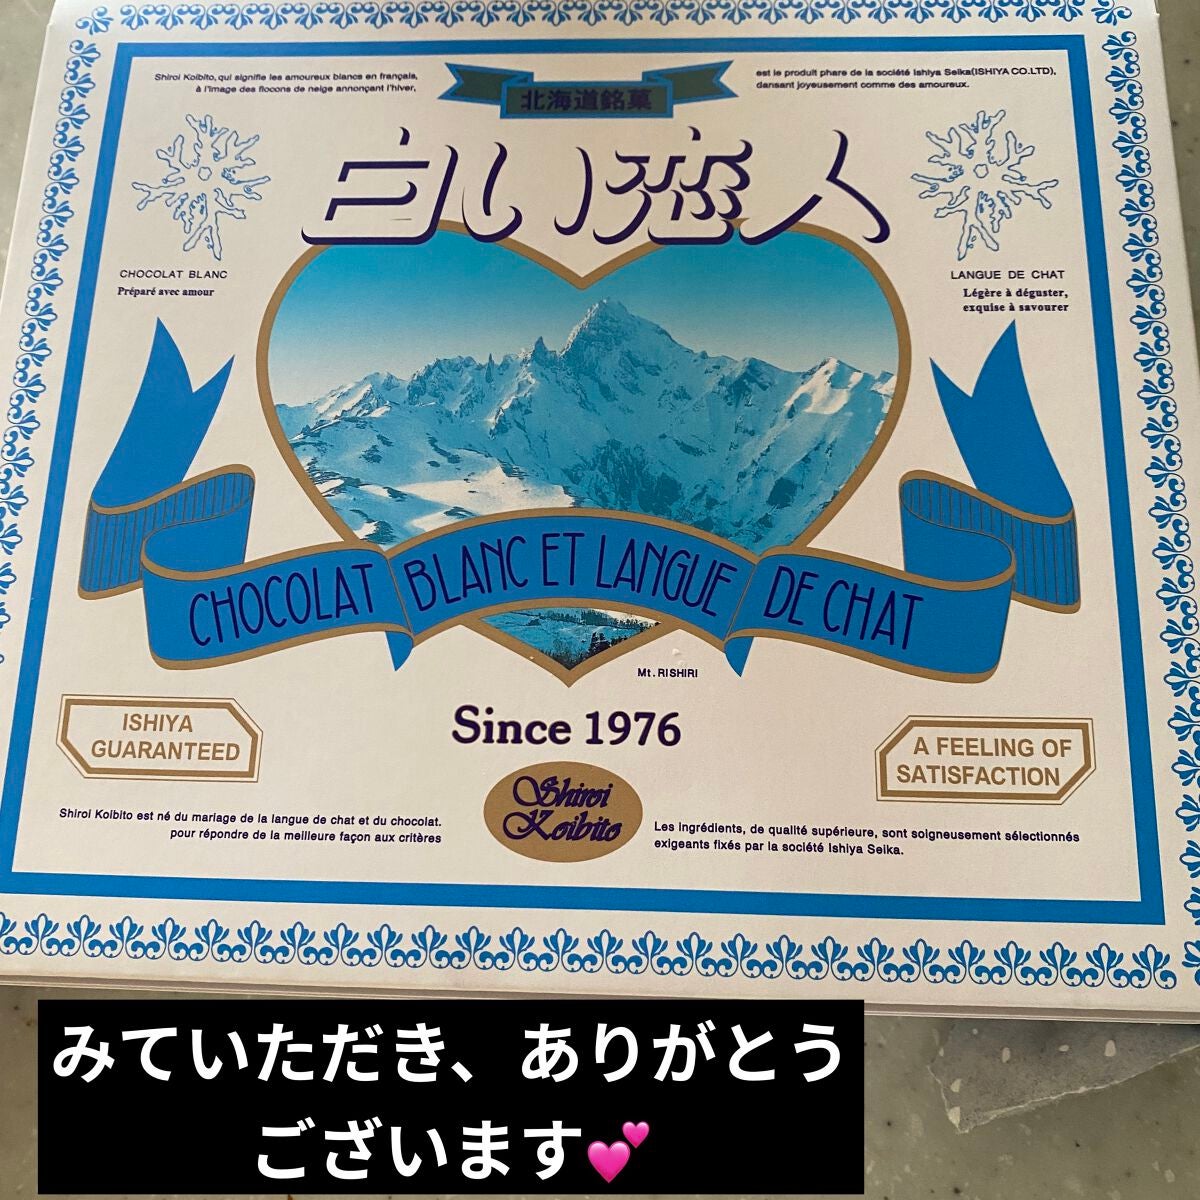 北海道銘菓
Shiroi Koibito, qui signifie les amoureux blancs en français,
à l'image des flocons de neige annonçant l'hiver,
est le produit phare de la société Ishiya Seika(ISHIYA CO.LTD),
dansant joyeusement comme des amoureux.
白い恋人
CHOCOLAT BLANC
Préparé avec amour
LANGUE DE CHAT
Légère à déguster,
exquise à savourer
CHOCOLAT BLANC ET LANGUE DE CHAT
Mt. RISHIRI
ISHIYA
GUARANTEED
Since 1976
A FEELING OF
SATISFACTION
Shiroi
Koibito
Shiroi Koibito est né du mariage de la langue de chat et du chocolat.
pour répondre de la meilleure façon aux critères
Les ingrédients, de qualité supérieure, sont soigneusement sélectionnés
exigeants fixés par la société Ishiya Seika.
みていただき、ありがとう
ございます💕